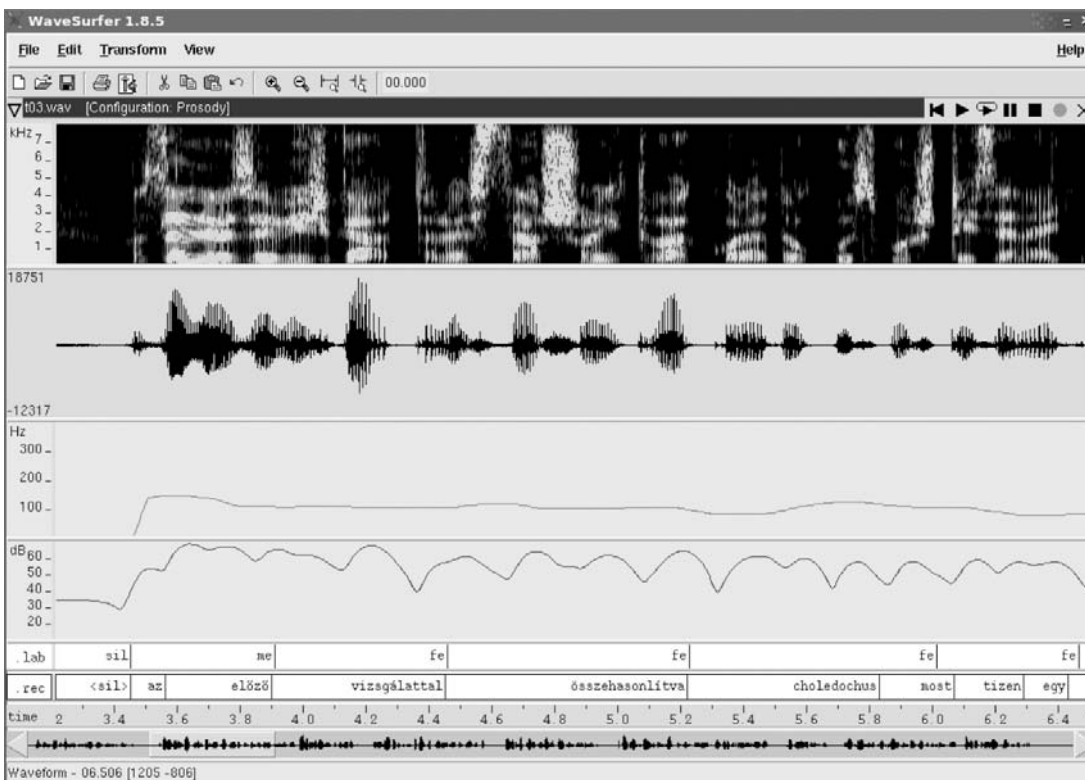 WaveSurfer 1.8.5
File Edit Transform View Help
00.000
t03.wav [Configuration: Prosody]
kHz 7
6
5
4
3
2
1
18751
-12317
Hz
300
200
100
dB 60
50
40
30
20
.lab sil me fe fe fe fe
.rec <sil> az előző vizsgálattal összehasonlítva choledochus most tizen egy
time 2 3.4 3.6 3.8 4.0 4.2 4.4 4.6 4.8 5.0 5.2 5.4 5.6 5.8 6.0 6.2 6.4
Waveform - 06.506 [1205 -806]